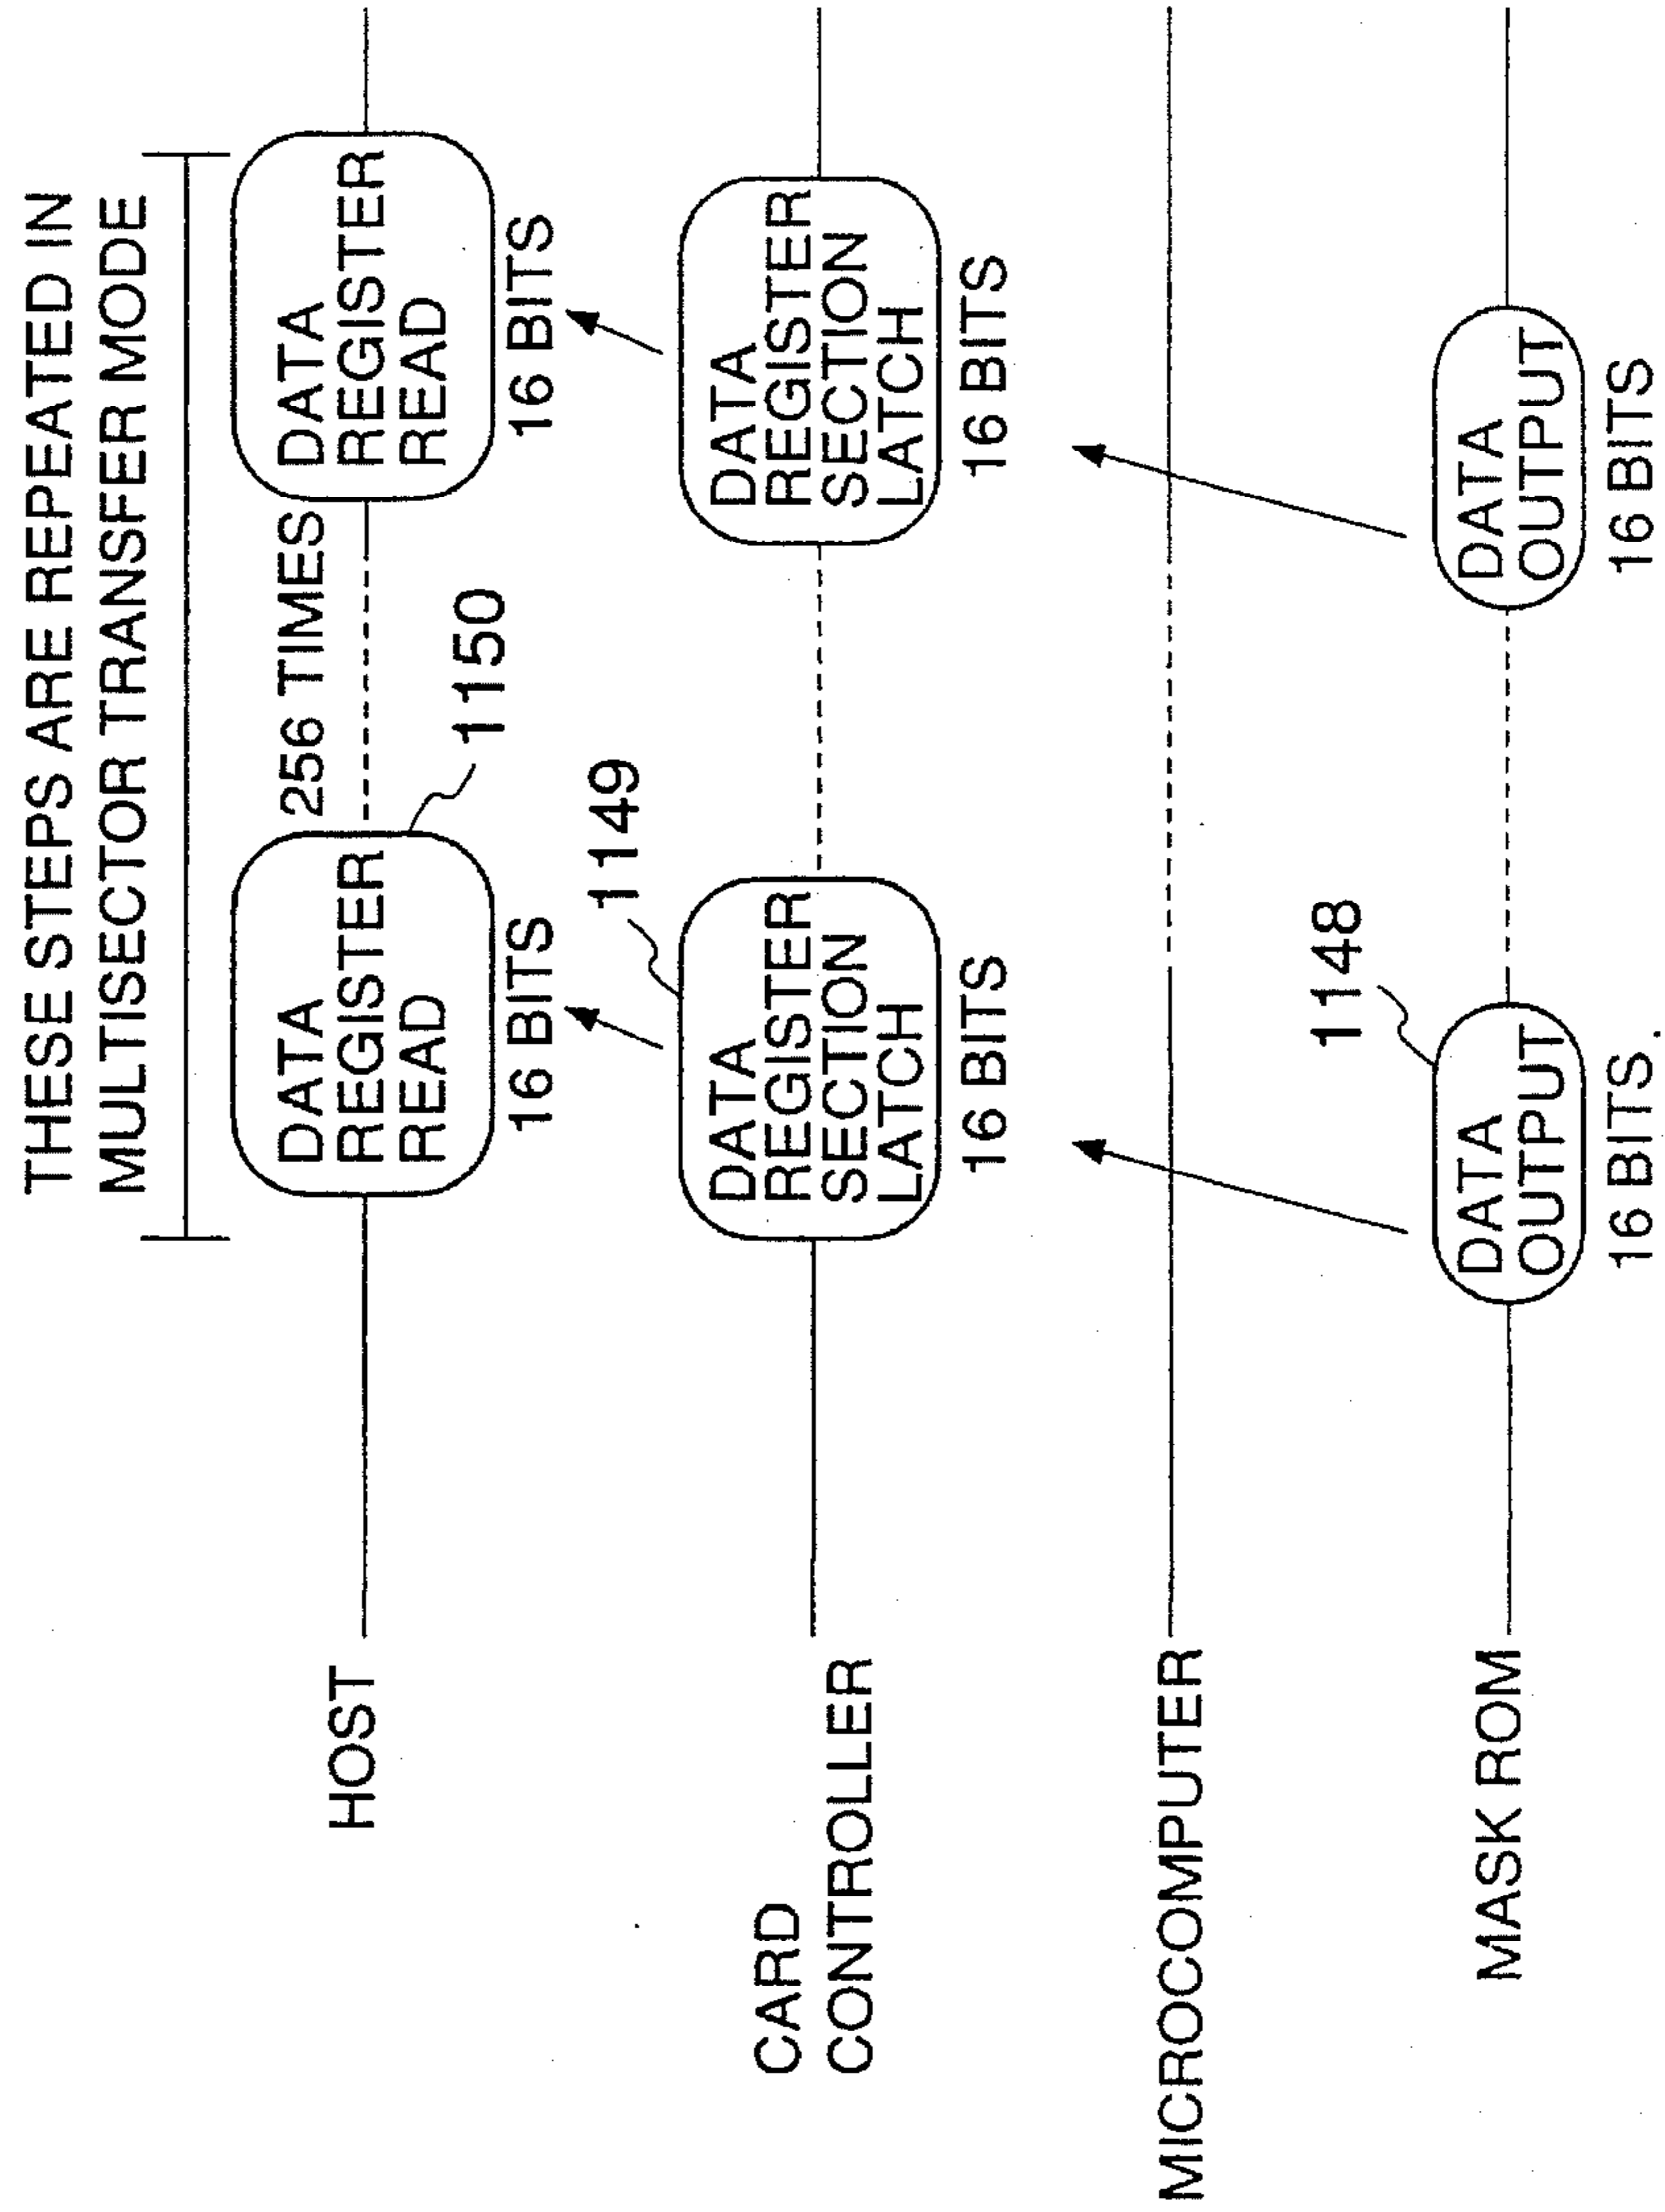 THESE STEPS ARE REPEATED IN
MULTISECTOR TRANSFER MODE
HOST
DATA
REGISTER
READ
16 BITS
256 TIMES
1150
DATA
REGISTER
READ
16 BITS
CARD
CONTROLLER
1149
DATA
REGISTER
SECTION
LATCH
16 BITS
DATA
REGISTER
SECTION
LATCH
16 BITS
MICROCOMPUTER
MASK ROM
1148
DATA
OUTPUT
16 BITS
DATA
OUTPUT
16 BITS